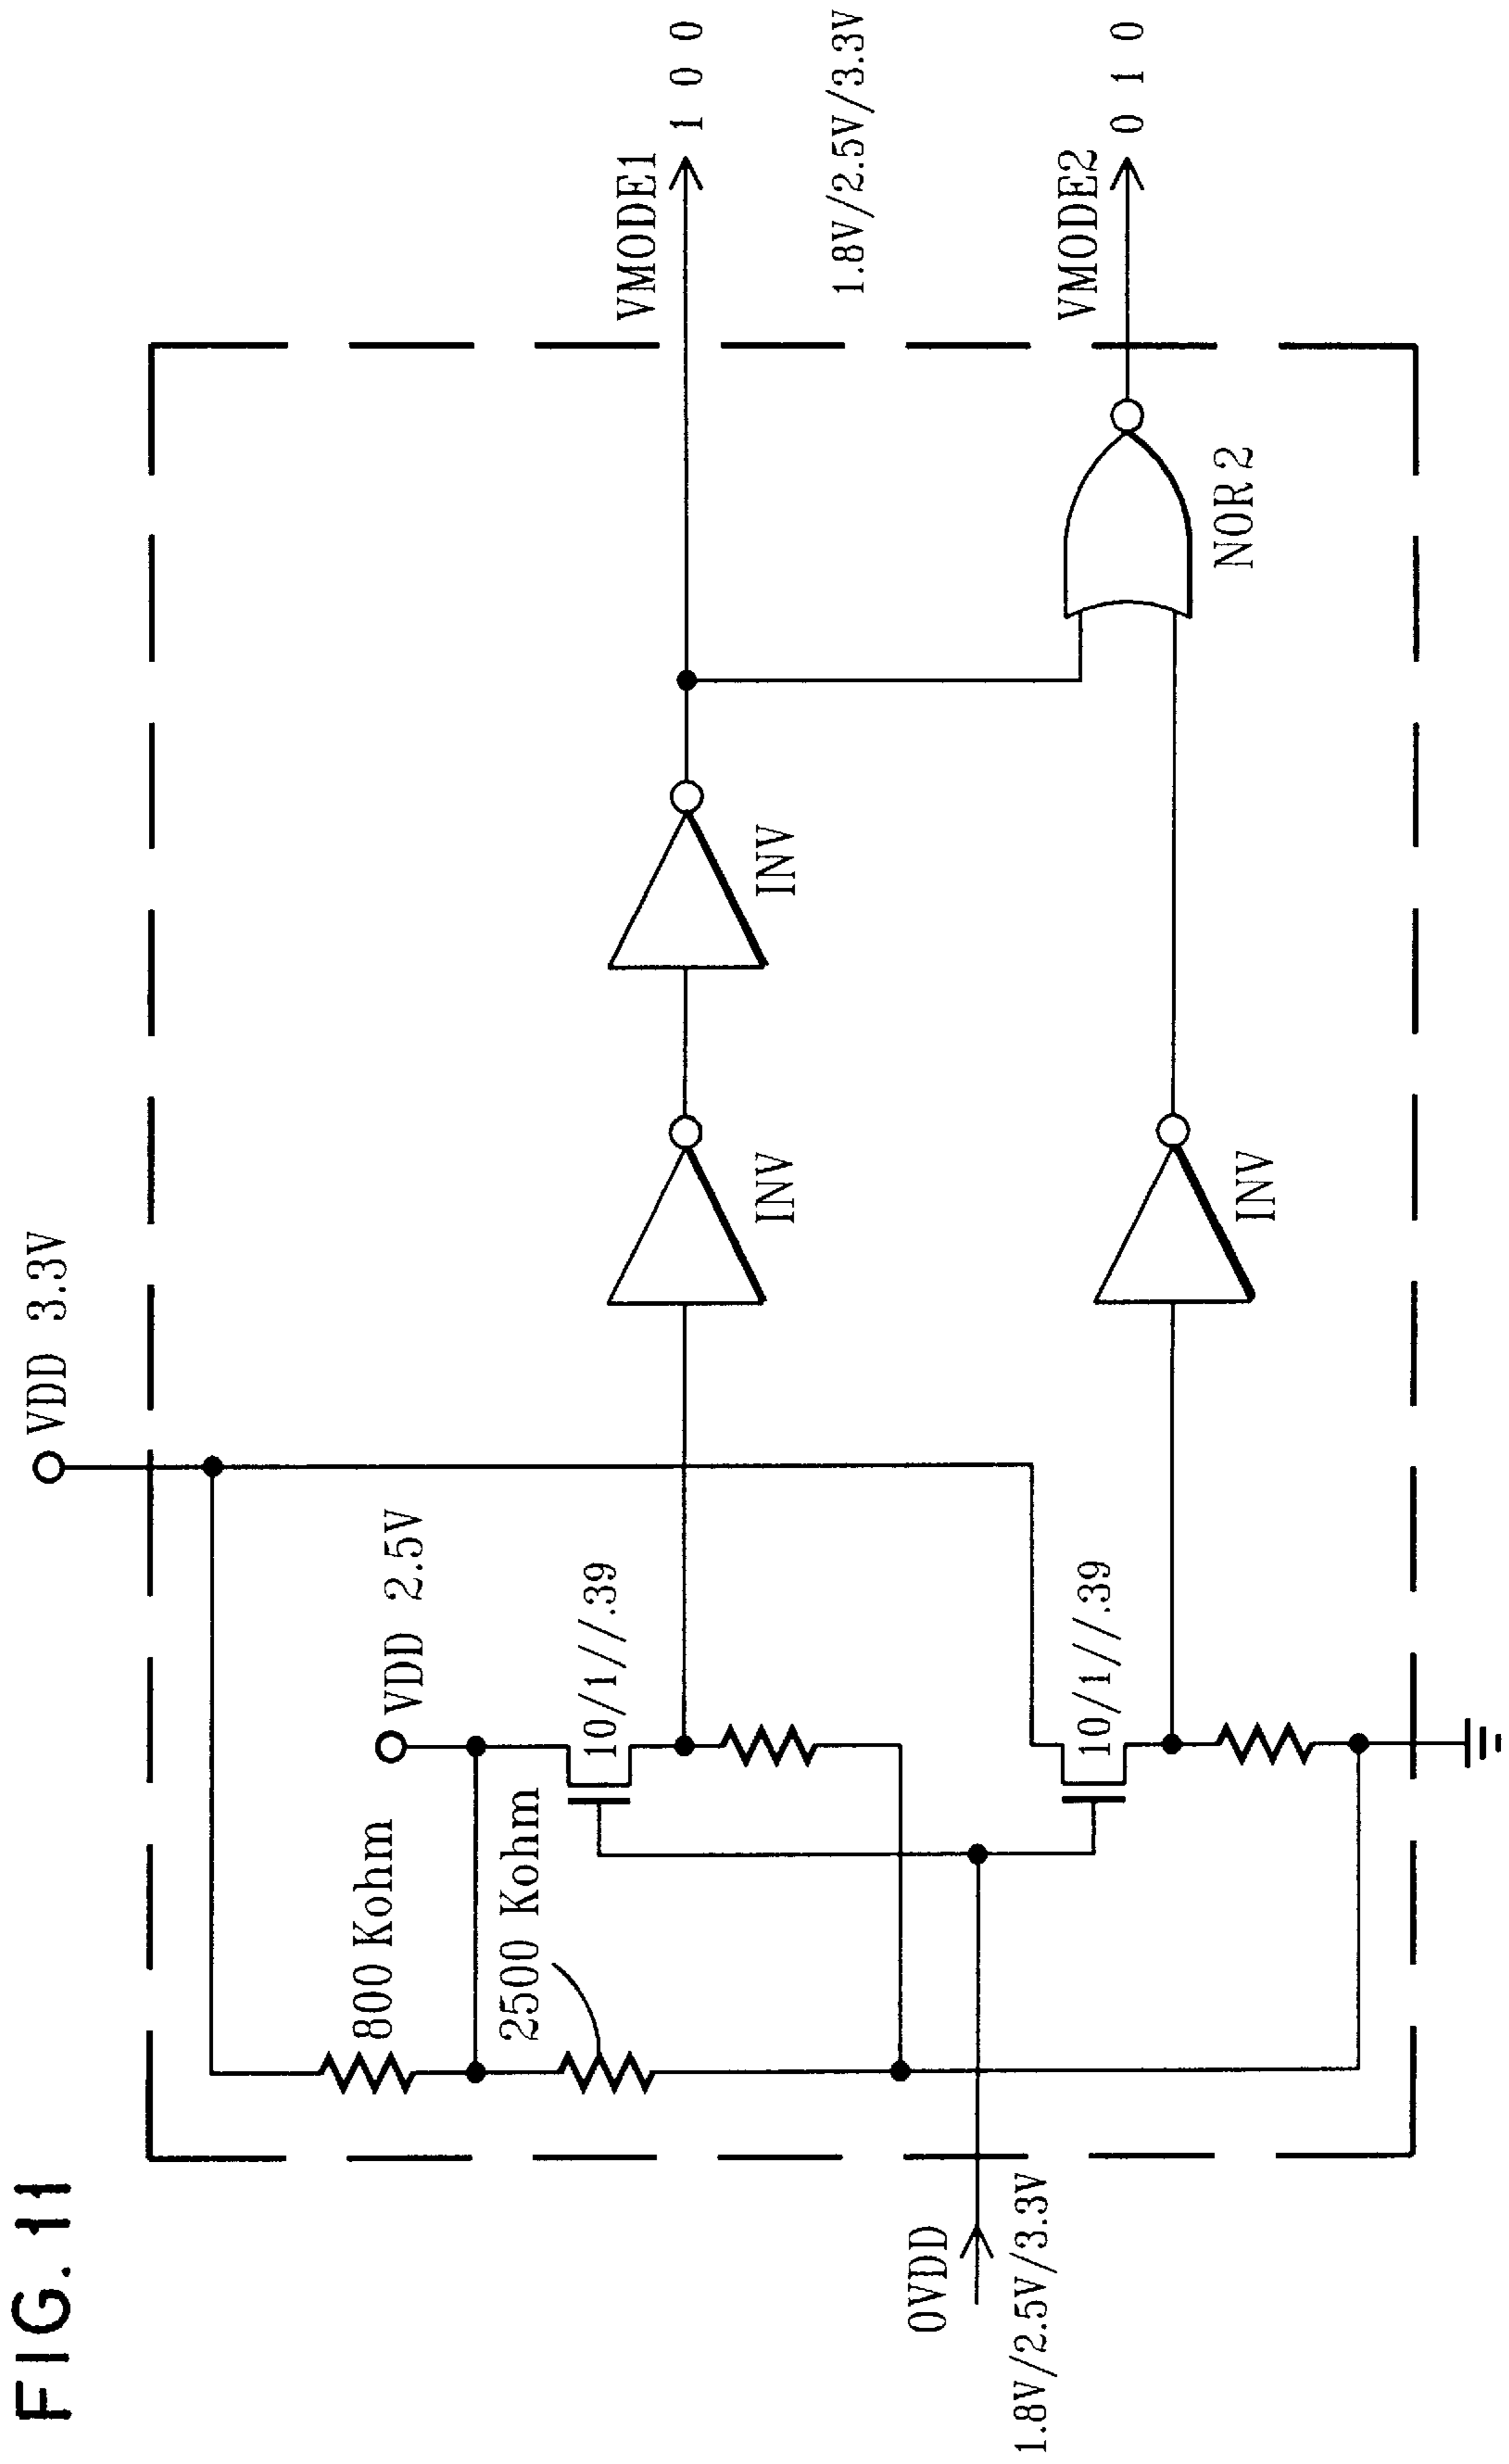 FIG. 11
VDD 3.3V
VDD 2.5V
800 Kohm
2500 Kohm
10/1//.39
10/1//.39
OVDD
1.8V/2.5V/3.3V
INV
INV
INV
NOR2
VMODE1
1 0 0
1.8V/2.5V/3.3V
VMODE2
0 1 0